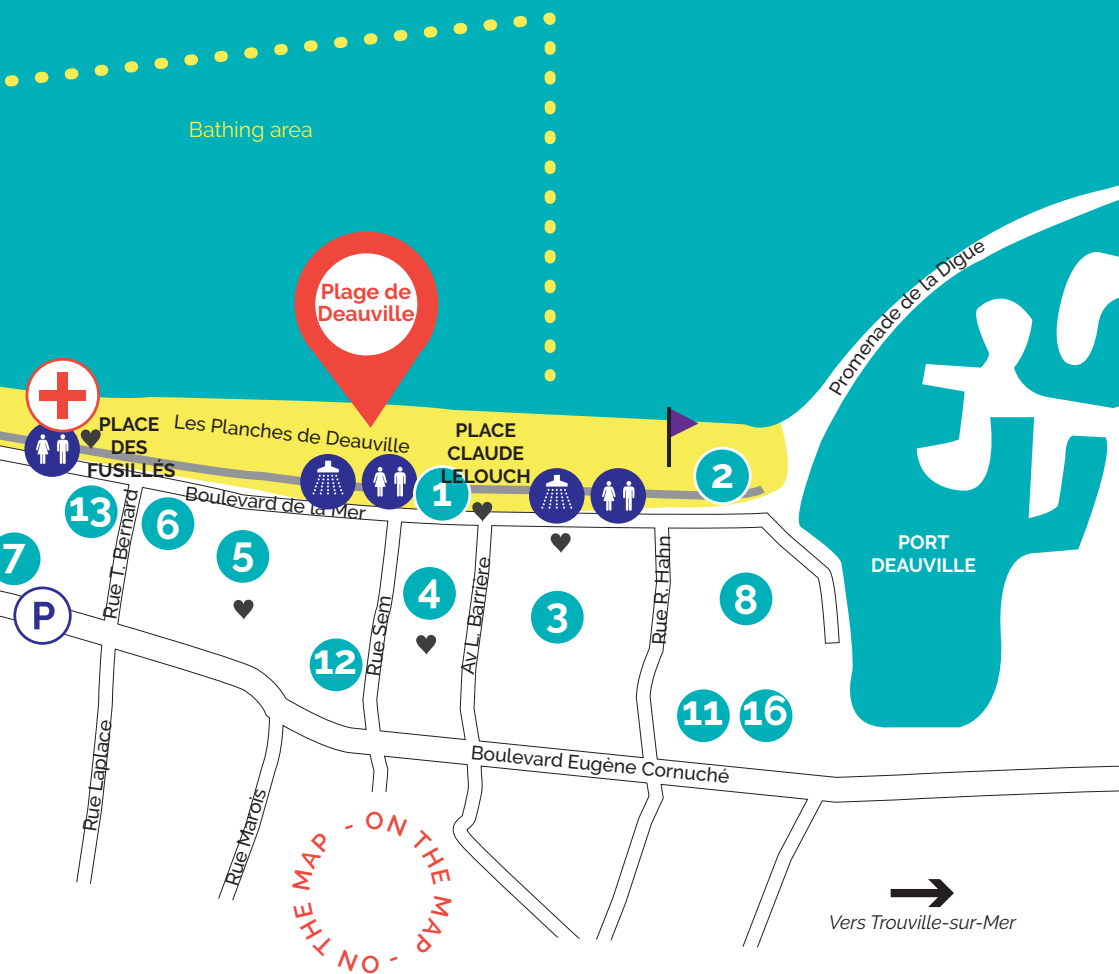 Bathing area
Plage de
Deauville
Promenade de la Digue
PLACE
DES
FUSILLÉS
Les Planches de Deauville
PLACE
CLAUDE
LELOUCH
1
2
Boulevard de la Mer
13
6
5
7
P
Rue T. Bernard
4
3
8
12
Rue Sem
Av L. Barrière
Rue R. Hahn
PORT
DEAUVILLE
11
16
Rue Laplace
Rue Marois
Boulevard Eugène Cornuché
- ON THE MAP - ON THE MAP
Vers Trouville-sur-Mer